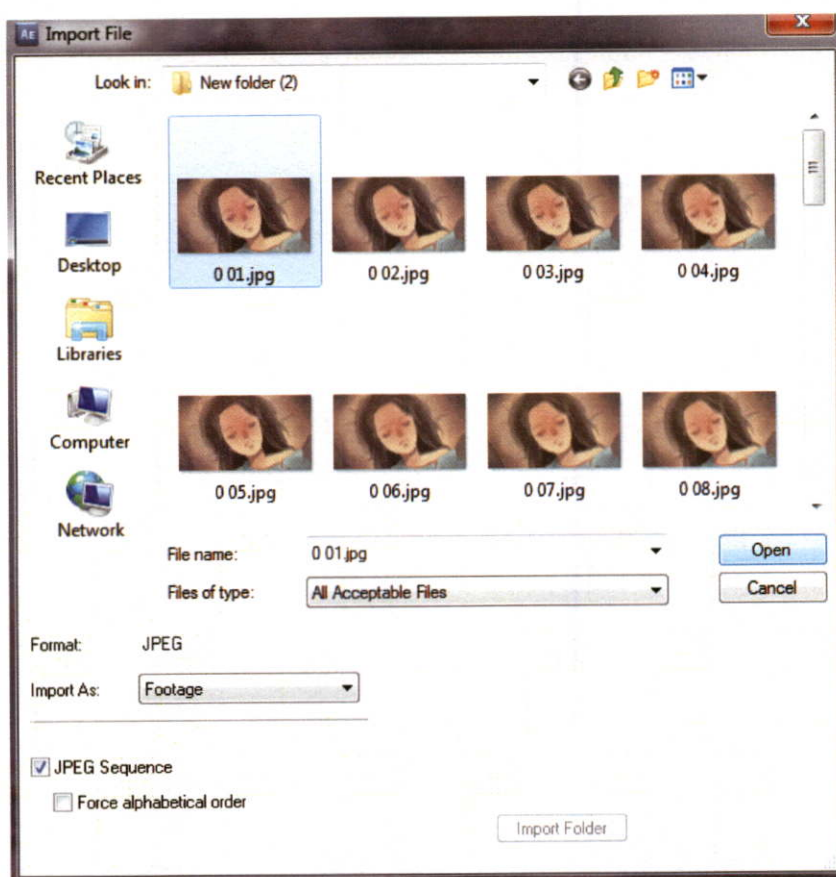 AE Import File
Look in: New folder (2)
Recent Places
Desktop
Libraries
Computer
Network
0 01.jpg 0 02.jpg 0 03.jpg 0 04.jpg
0 05.jpg 0 06.jpg 0 07.jpg 0 08.jpg
File name: 0 01.jpg Open
Files of type: All Acceptable Files Cancel
Format: JPEG
Import As: Footage
JPEG Sequence
Force alphabetical order
Import Folder